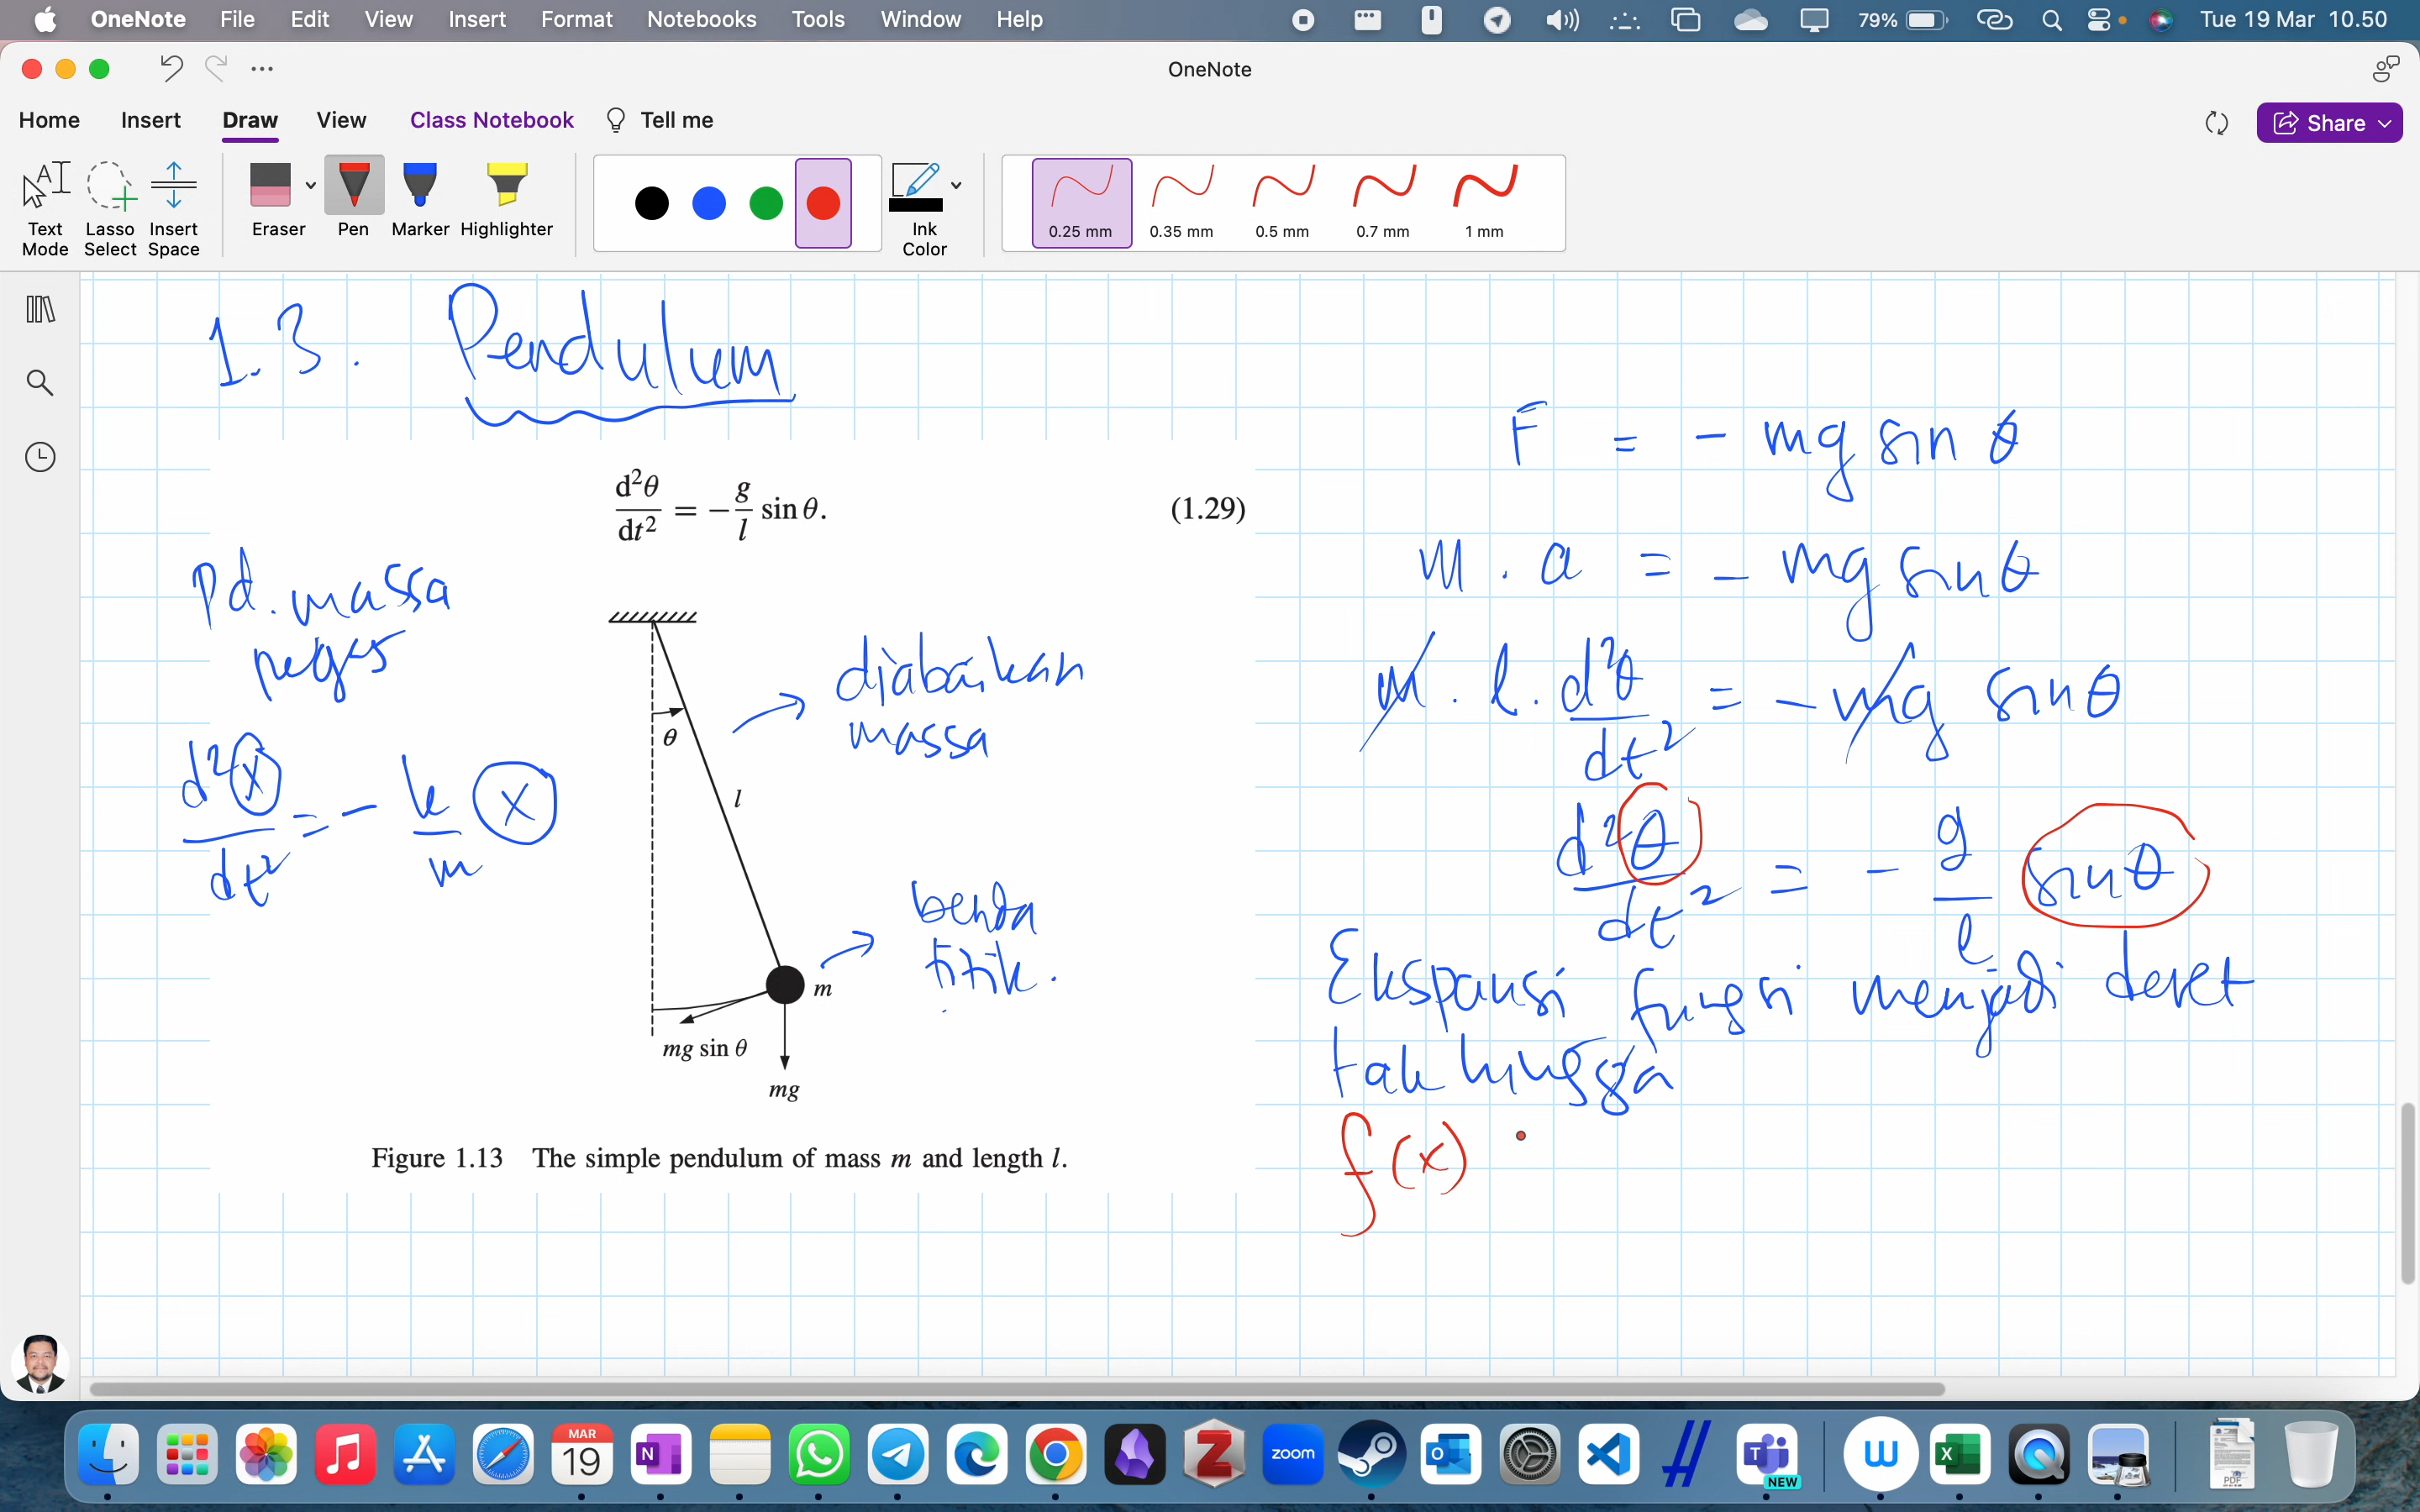 OneNote File Edit View Insert Format Notebooks Tools Window Help 79% Tue 19 Mar 10.50
OneNote
Home Insert Draw View Class Notebook Tell me Share
Text Mode
Lasso Select
Insert Space
Eraser Pen Marker Highlighter
Ink Color
0.25 mm 0.35 mm 0.5 mm 0.7 mm 1 mm
1.3. Pendulum
d²θ/dt² = −g/l sin θ. (1.29)
Pd. massa
pegas
d²x/dt² = - k/m x
θ
l
diabaikan
massa
benda
titik.
m
mg sin θ
mg
Figure 1.13 The simple pendulum of mass m and length l.
F = - mg sin θ
m . a = - mg sin θ
m . l . d²θ/dt² = - mg sin θ
d²θ/dt² = - g/l sin θ
Ekspansi fungsi menjadi deret
tak hingga
f(x)
MAR
19
N
zoom
NEW
PDF